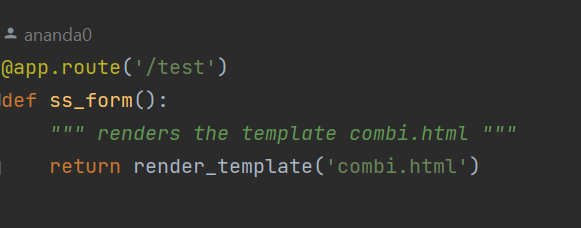 ananda0
@app.route('/test')
def ss_form():
    """ renders the template combi.html """
    return render_template('combi.html')